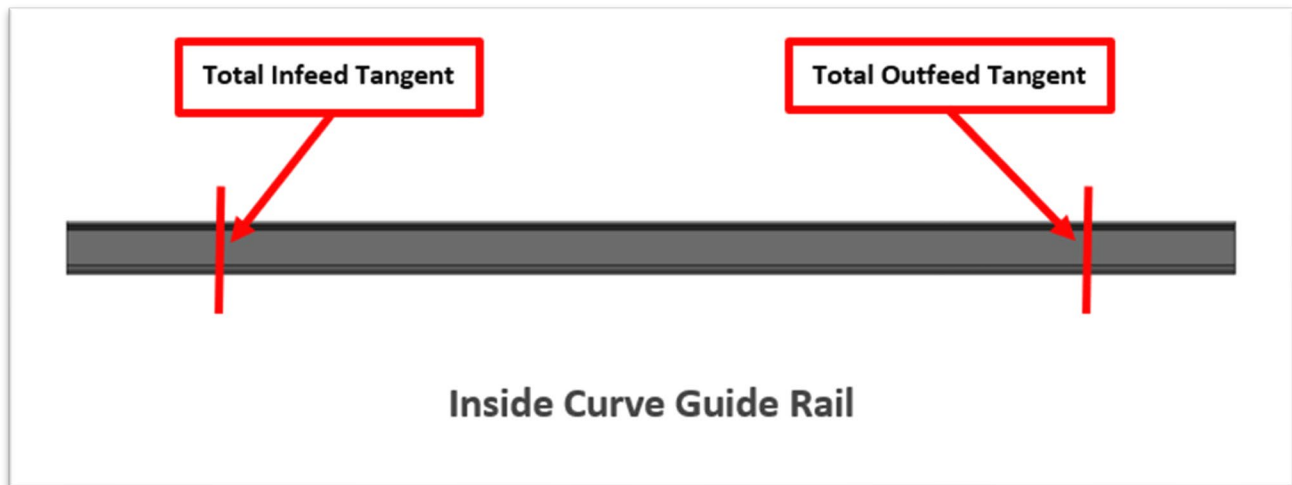 Total Infeed Tangent
Total Outfeed Tangent
Inside Curve Guide Rail